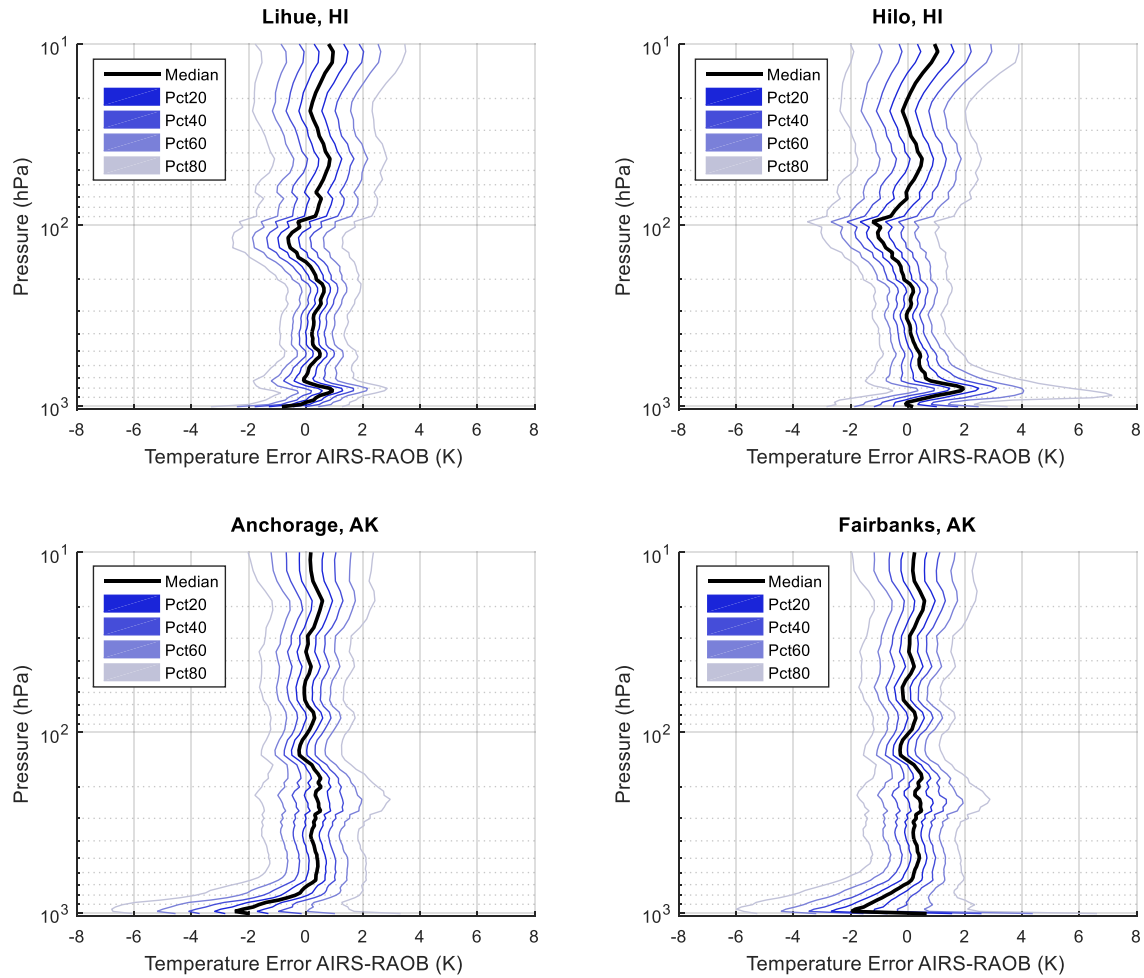 Lihue, HI
10^1
10^2
10^3
Pressure (hPa)
Median
Pct20
Pct40
Pct60
Pct80
-8 -6 -4 -2 0 2 4 6 8
Temperature Error AIRS-RAOB (K)
Hilo, HI
10^1
10^2
10^3
Pressure (hPa)
Median
Pct20
Pct40
Pct60
Pct80
-8 -6 -4 -2 0 2 4 6 8
Temperature Error AIRS-RAOB (K)
Anchorage, AK
10^1
10^2
10^3
Pressure (hPa)
Median
Pct20
Pct40
Pct60
Pct80
-8 -6 -4 -2 0 2 4 6 8
Temperature Error AIRS-RAOB (K)
Fairbanks, AK
10^1
10^2
10^3
Pressure (hPa)
Median
Pct20
Pct40
Pct60
Pct80
-8 -6 -4 -2 0 2 4 6 8
Temperature Error AIRS-RAOB (K)